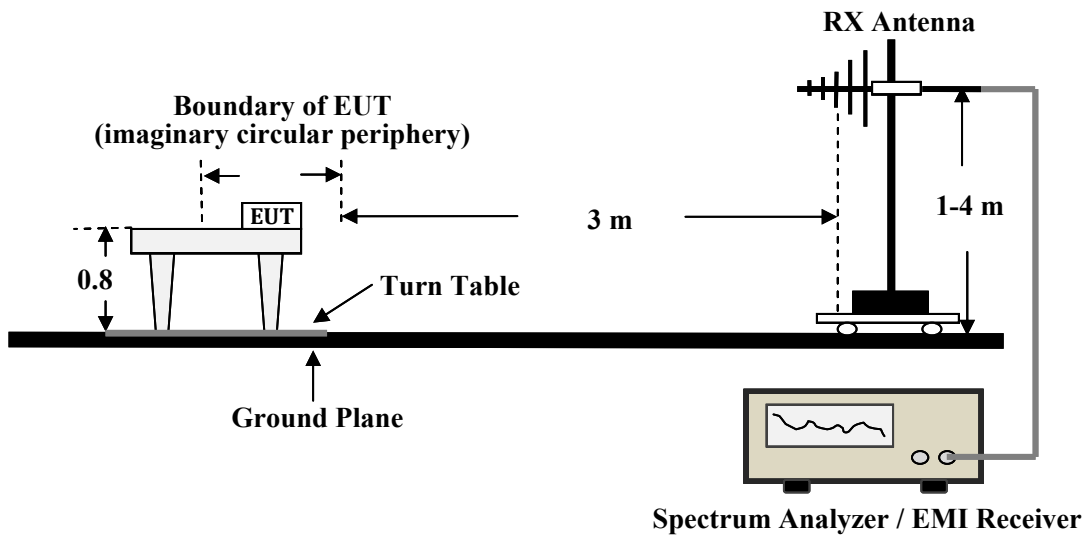 RX Antenna
Boundary of EUT
(imaginary circular periphery)
EUT
3 m
1-4 m
0.8
Turn Table
Ground Plane
Spectrum Analyzer / EMI Receiver